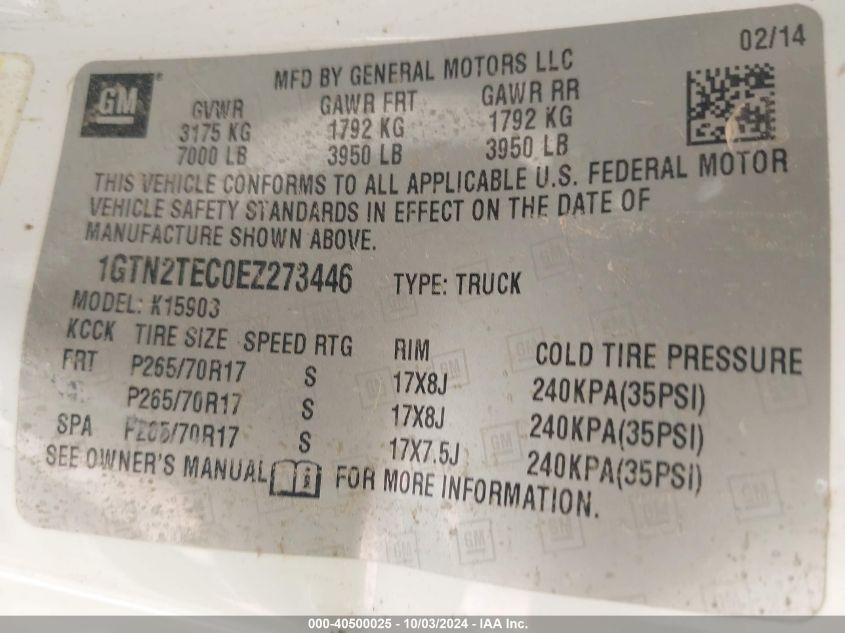 02/14
MFD BY GENERAL MOTORS LLC
GM
GVWR GAWR FRT GAWR RR
3175 KG 1792 KG 1792 KG
7000 LB 3950 LB 3950 LB
THIS VEHICLE CONFORMS TO ALL APPLICABLE U.S. FEDERAL MOTOR
VEHICLE SAFETY STANDARDS IN EFFECT ON THE DATE OF
MANUFACTURE SHOWN ABOVE.
1GTN2TEC0EZ273446 TYPE: TRUCK
MODEL: K15903
KCCK TIRE SIZE SPEED RTG RIM COLD TIRE PRESSURE
FRT P265/70R17 S 17X8J 240KPA(35PSI)
P265/70R17 S 17X8J 240KPA(35PSI)
SPA P265/70R17 S 17X7.5J 240KPA(35PSI)
SEE OWNER'S MANUAL FOR MORE INFORMATION.
000-40500025 - 10/03/2024 - IAA Inc.